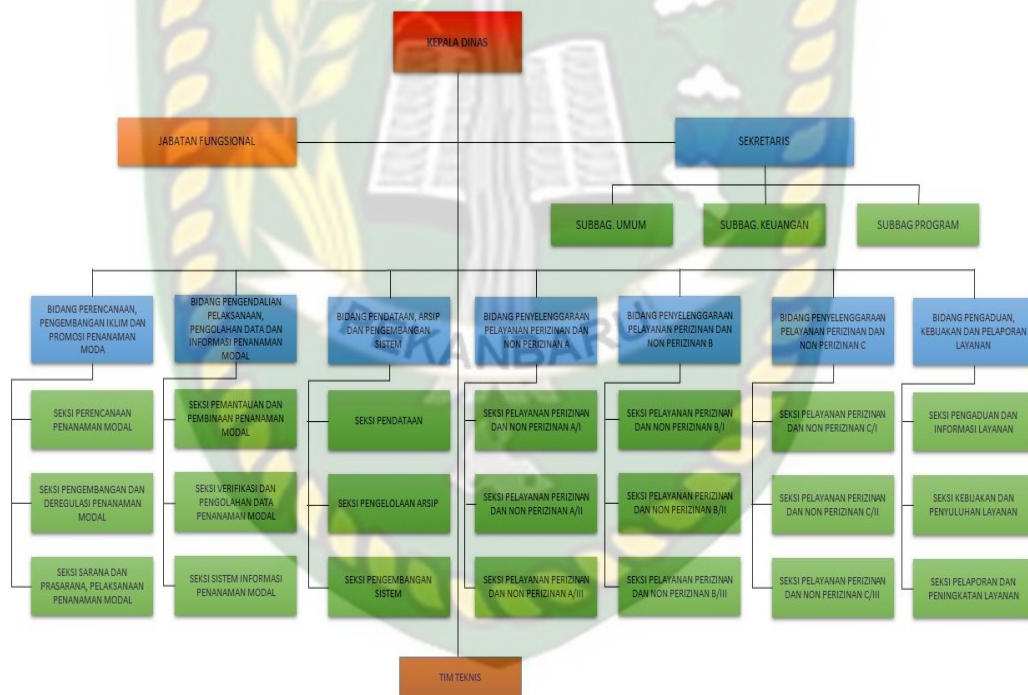 KEPALA DINAS
JABATAN FUNGSIONAL
SEKRETARIS
SUBBAG. UMUM
SUBBAG. KEUANGAN
SUBBAG PROGRAM
BIDANG PERENCANAAN,
PENGEMBANGAN IKLIM DAN
PROMOSI PENANAMAN
MODA
BIDANG PENGENDALIAN
PELAKSANAAN,
PENGOLAHAN DATA DAN
INFORMASI PENANAMAN
MODAL
BIDANG PENDATAAN, ARSIP
DAN PENGEMBANGAN
SISTEM
BIDANG PENYELENGGARAAN
PELAYANAN PERIZINAN DAN
NON PERIZINAN A
BIDANG PENYELENGGARAAN
PELAYANAN PERIZINAN DAN
NON PERIZINAN B
BIDANG PENYELENGGARAAN
PELAYANAN PERIZINAN DAN
NON PERIZINAN C
BIDANG PENGADUAN,
KEBIJAKAN DAN PELAPORAN
LAYANAN
EKANBARU
SEKSI PERENCANAAN
PENANAMAN MODAL
SEKSI PEMANTAUAN DAN
PEMBINAAN PENANAMAN
MODAL
SEKSI PENDATAAN
SEKSI PELAYANAN PERIZINAN
DAN NON PERIZINAN A/I
SEKSI PELAYANAN PERIZINAN
DAN NON PERIZINAN B/I
SEKSI PELAYANAN PERIZINAN
DAN NON PERIZINAN C/I
SEKSI PENGADUAN DAN
INFORMASI LAYANAN
SEKSI PENGEMBANGAN DAN
DEREGULASI PENANAMAN
MODAL
SEKSI VERIFIKASI DAN
PENGOLAHAN DATA
PENANAMAN MODAL
SEKSI PENGELOLAAN ARSIP
SEKSI PELAYANAN PERIZINAN
DAN NON PERIZINAN A/II
SEKSI PELAYANAN PERIZINAN
DAN NON PERIZINAN B/II
SEKSI PELAYANAN PERIZINAN
DAN NON PERIZINAN C/II
SEKSI KEBIJAKAN DAN
PENYULUHAN LAYANAN
SEKSI SARANA DAN
PRASARANA, PELAKSANAAN
PENANAMAN MODAL
SEKSI SISTEM INFORMASI
PENANAMAN MODAL
SEKSI PENGEMBANGAN
SISTEM
SEKSI PELAYANAN PERIZINAN
DAN NON PERIZINAN A/III
SEKSI PELAYANAN PERIZINAN
DAN NON PERIZINAN B/III
SEKSI PELAYANAN PERIZINAN
DAN NON PERIZINAN C/III
SEKSI PELAPORAN DAN
PENINGKATAN LAYANAN
TIM TEKNIS